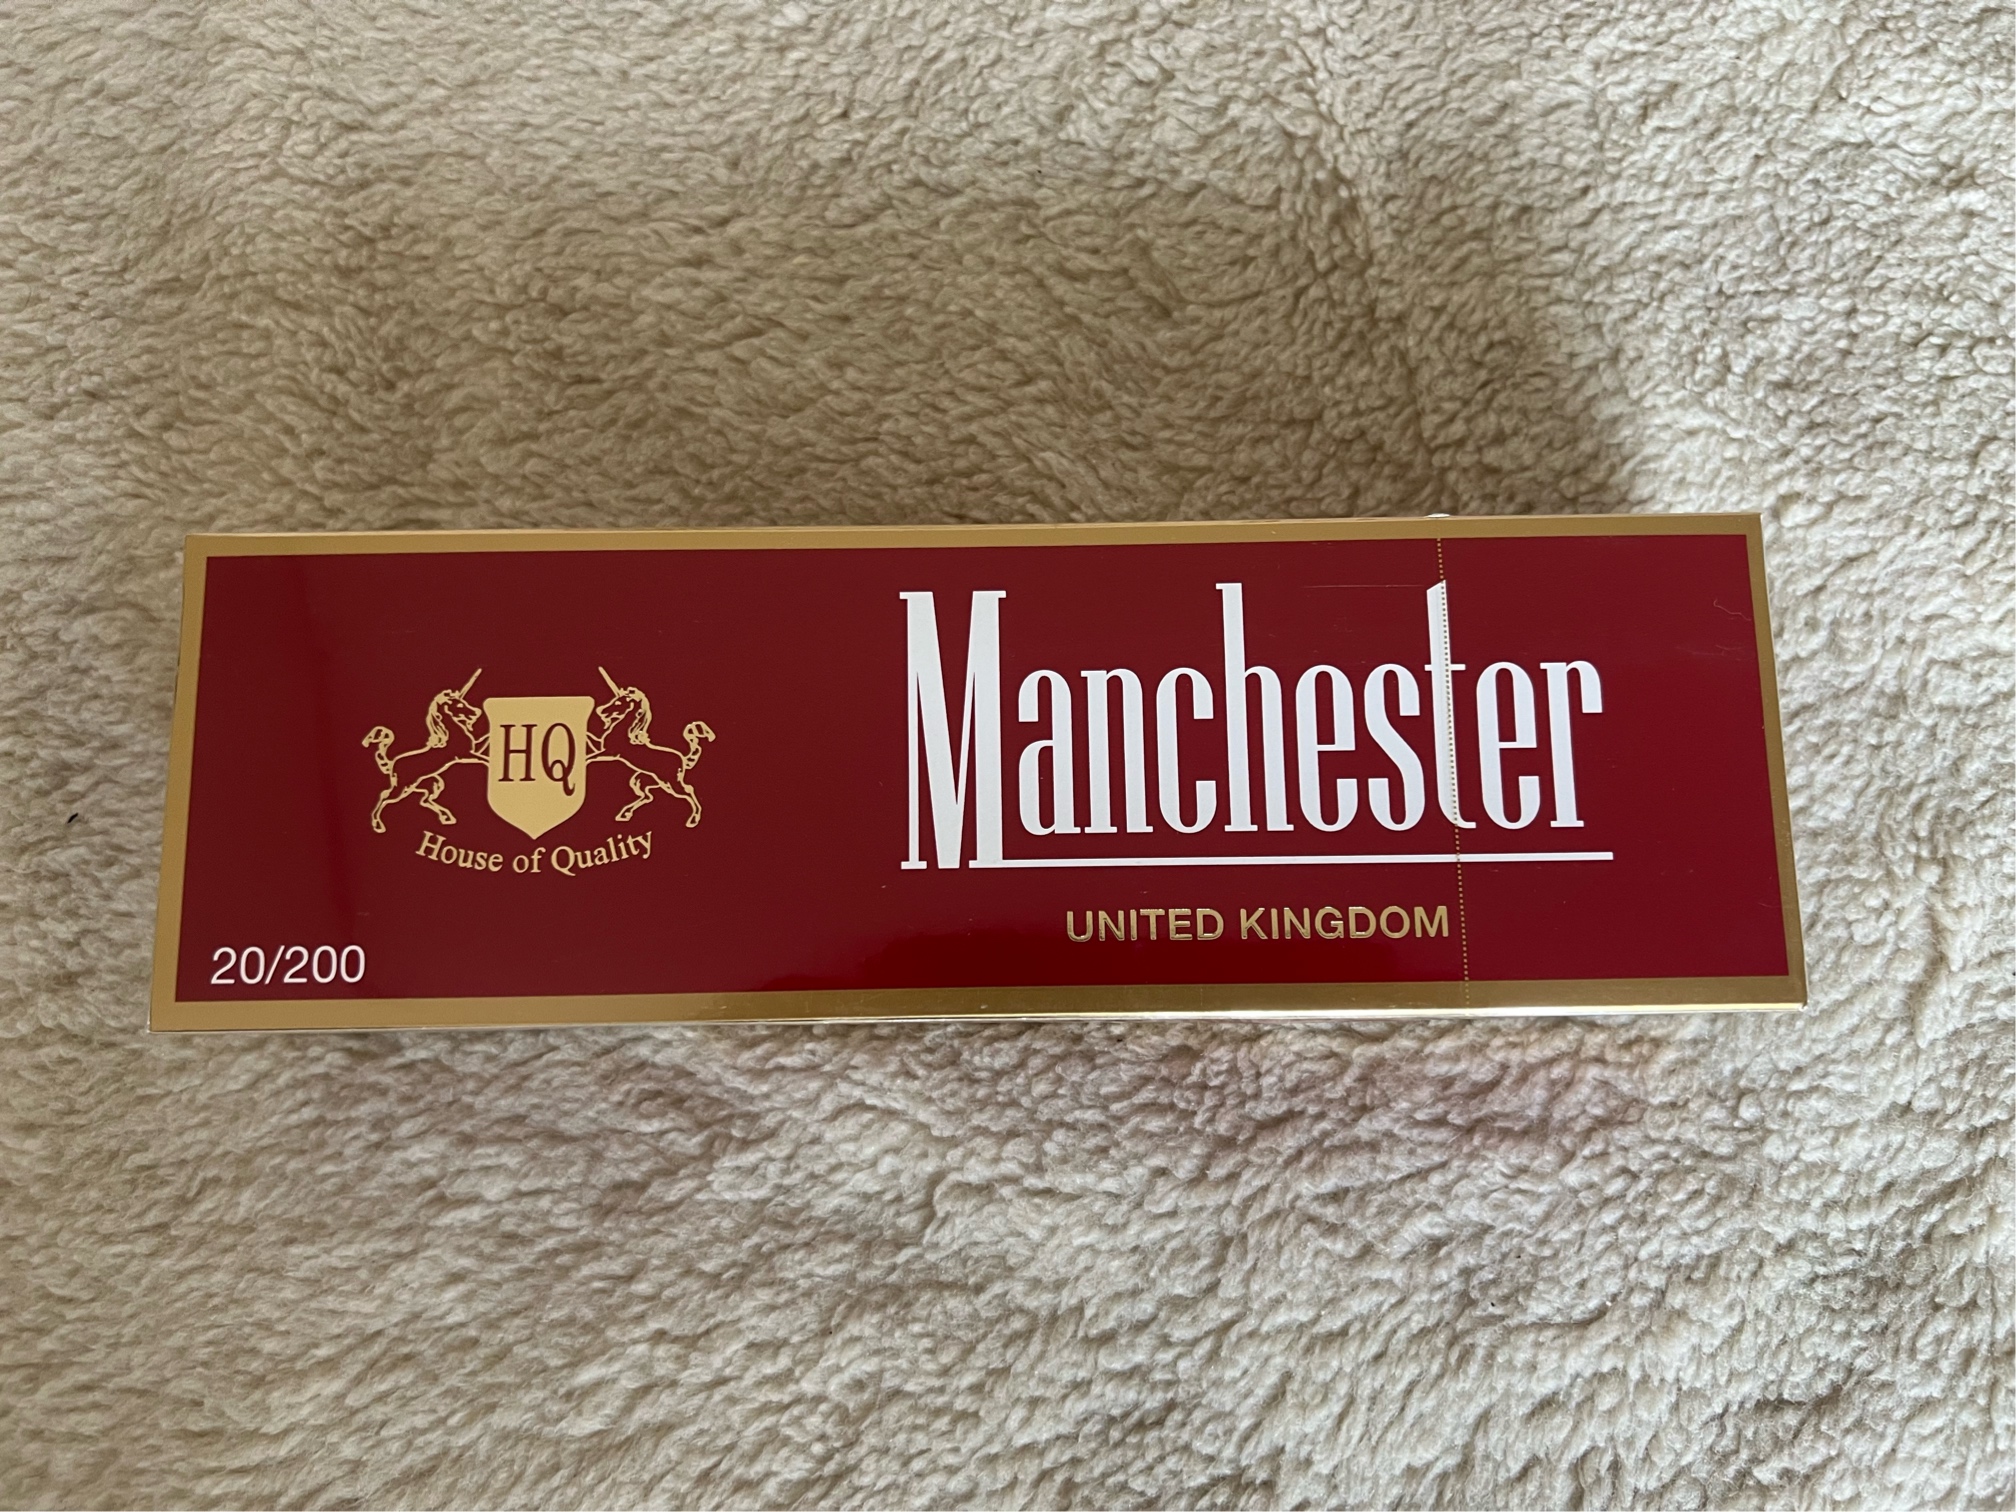 HQ
House of Quality
20/200
Manchester
UNITED KINGDOM